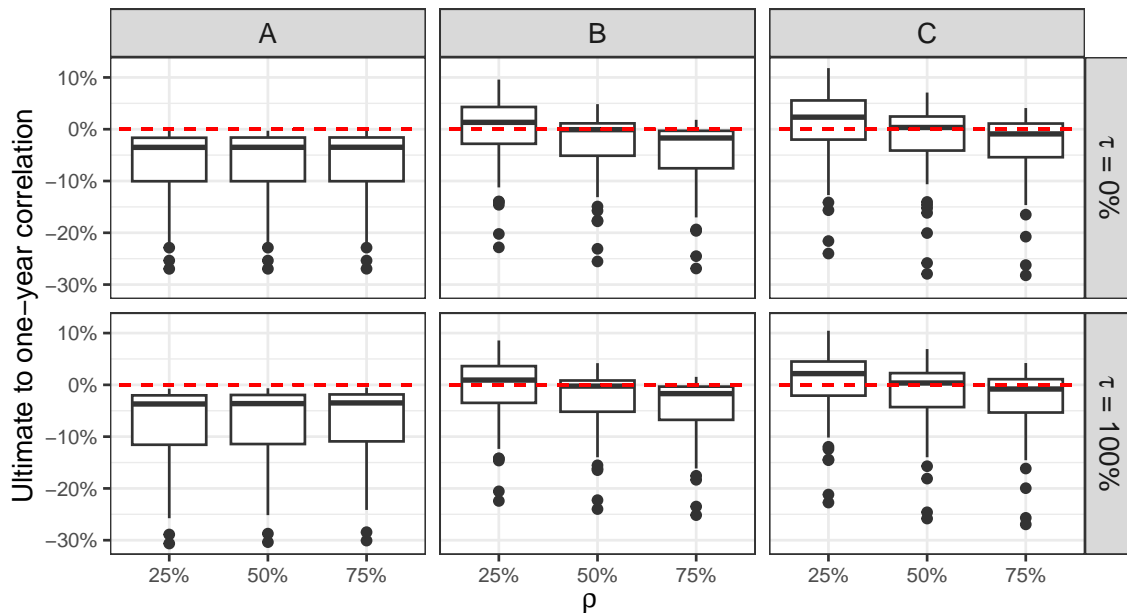 A B C
Ultimate to one−year correlation
10%
0%
−10%
−20%
−30%
τ = 0%
10%
0%
−10%
−20%
−30%
τ = 100%
25% 50% 75% 25% 50% 75% 25% 50% 75%
ρ